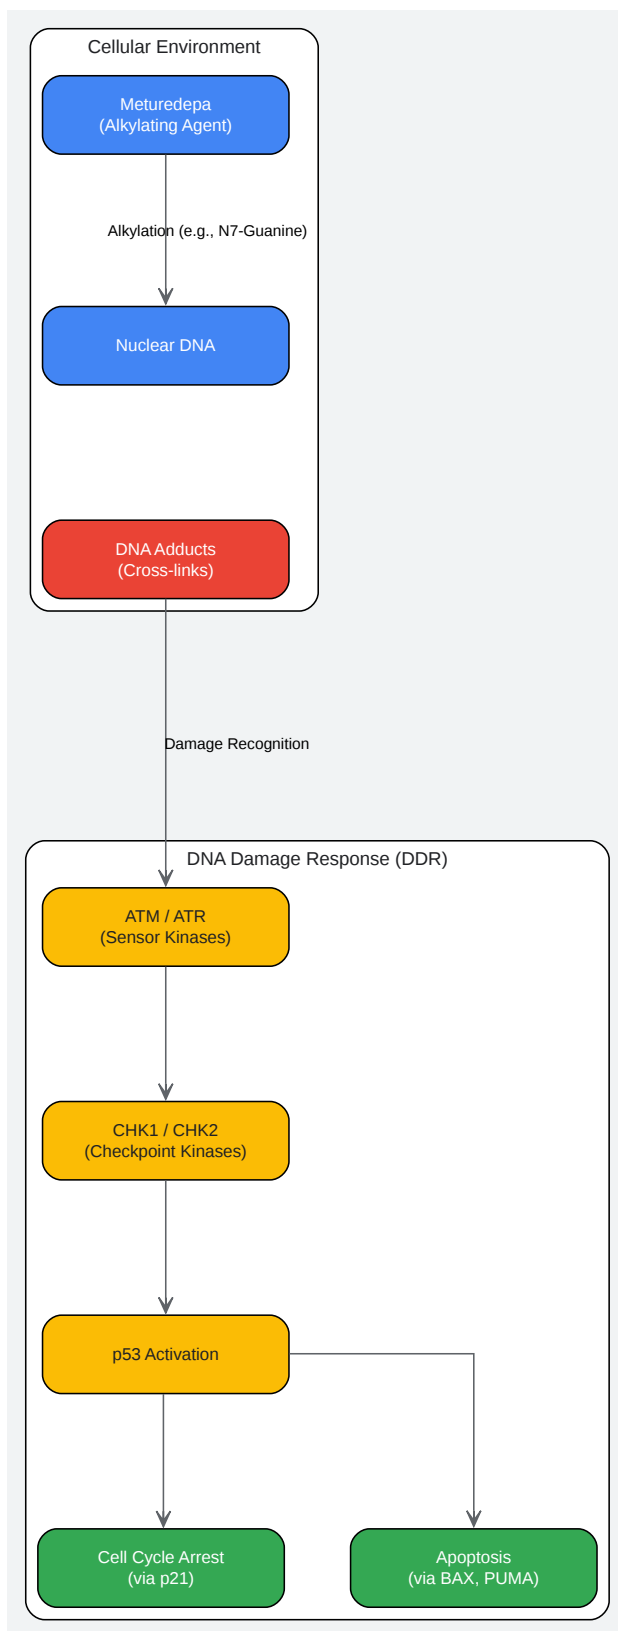 Cellular Environment
Meturedepa
(Alkylating Agent)
Alkylation (e.g., N7-Guanine)
Nuclear DNA
DNA Adducts
(Cross-links)
Damage Recognition
DNA Damage Response (DDR)
ATM / ATR
(Sensor Kinases)
CHK1 / CHK2
(Checkpoint Kinases)
p53 Activation
Cell Cycle Arrest
(via p21)
Apoptosis
(via BAX, PUMA)